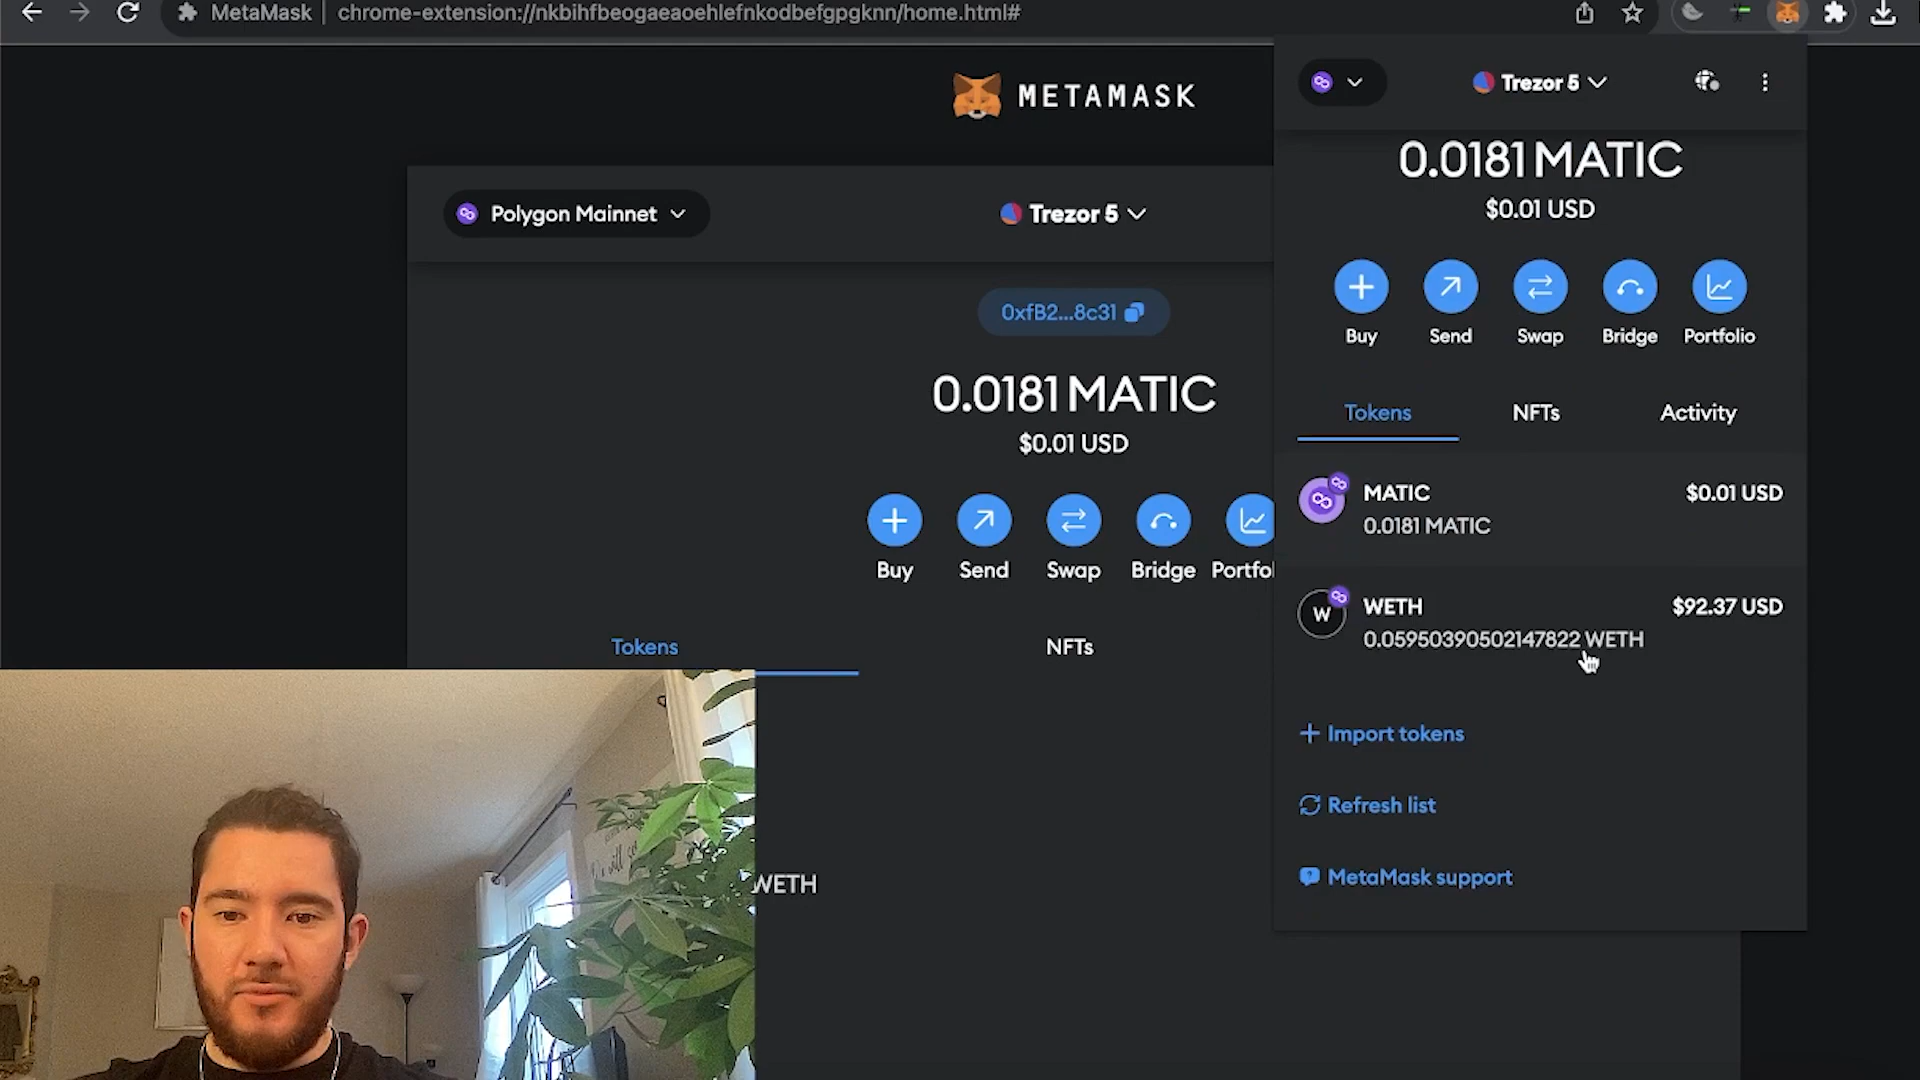 MetaMask chrome-extension://nkbihfbeogaeaoehlefnkodbefgpgknn/home.html#
METAMASK
Polygon Mainnet
Trezor 5
0xfB2...8c31
0.0181 MATIC
$0.01 USD
Buy Send Swap Bridge Portfol
Tokens NFTs
WETH
Trezor 5
0.0181 MATIC
$0.01 USD
Buy Send Swap Bridge Portfolio
Tokens NFTs Activity
MATIC $0.01 USD
0.0181 MATIC
W
WETH $92.37 USD
0.05950390502147822 WETH
+ Import tokens
Refresh list
MetaMask support
will